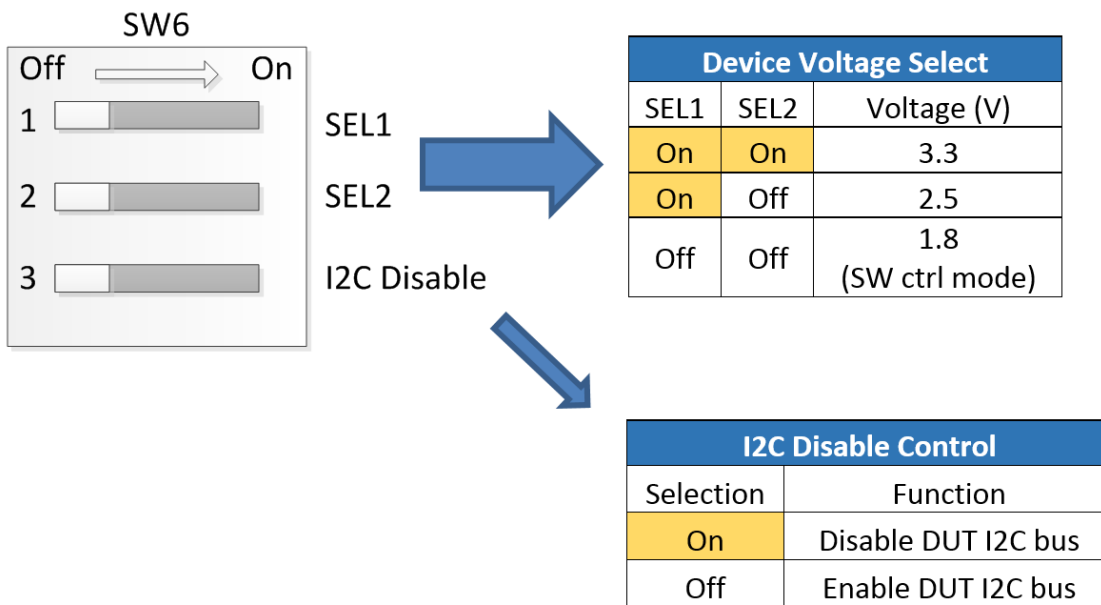 SW6
Off On
1
SEL1
2
SEL2
3
I2C Disable
Device Voltage Select
SEL1 SEL2 Voltage (V)
On On 3.3
On Off 2.5
Off Off 1.8
(SW ctrl mode)
I2C Disable Control
Selection Function
On Disable DUT I2C bus
Off Enable DUT I2C bus